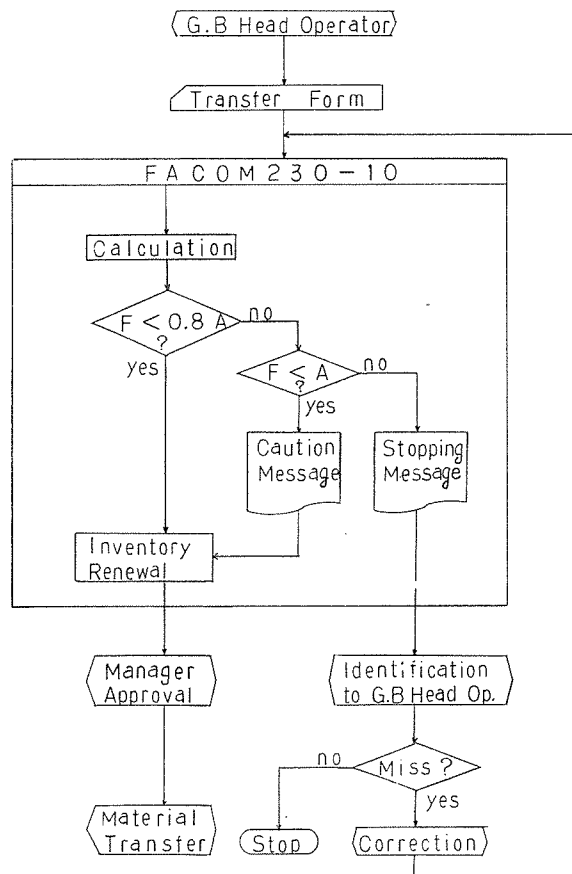 G.B Head Operator
Transfer Form
FACOM230-10
Calculation
F < 0.8 A
?
no
yes
F < A
?
no
yes
Caution
Message
Stopping
Message
Inventory
Renewal
Manager
Approval
Identification
to G.B Head Op.
Miss ?
no
yes
Material
Transfer
Stop
Correction